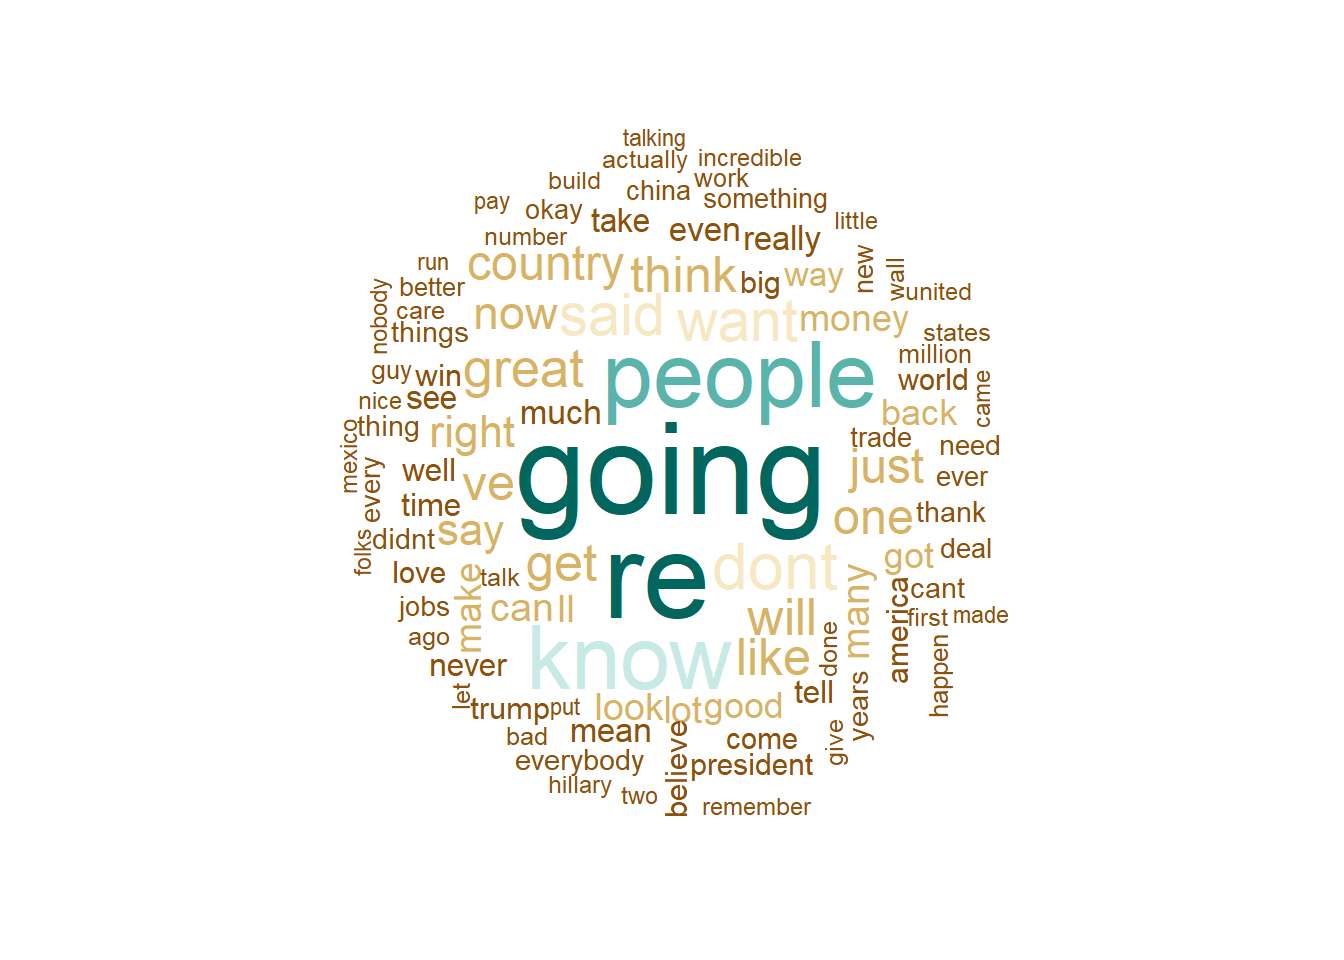 talking
actually incredible
build china work
pay okay take something
number even really little
run country think big way new wall
nobody better united
care now said want money
things states
guy win great people million
nice see much world came
thing right back
mexico well going trade need
every ve just ever
time one thank
folks didnt say
love talk get re dont got deal
jobs make can ll will many america cant
ago first made
never know like done happen
let tell years
trump put look lot good
bad mean believe come give
everybody president
hillary two remember